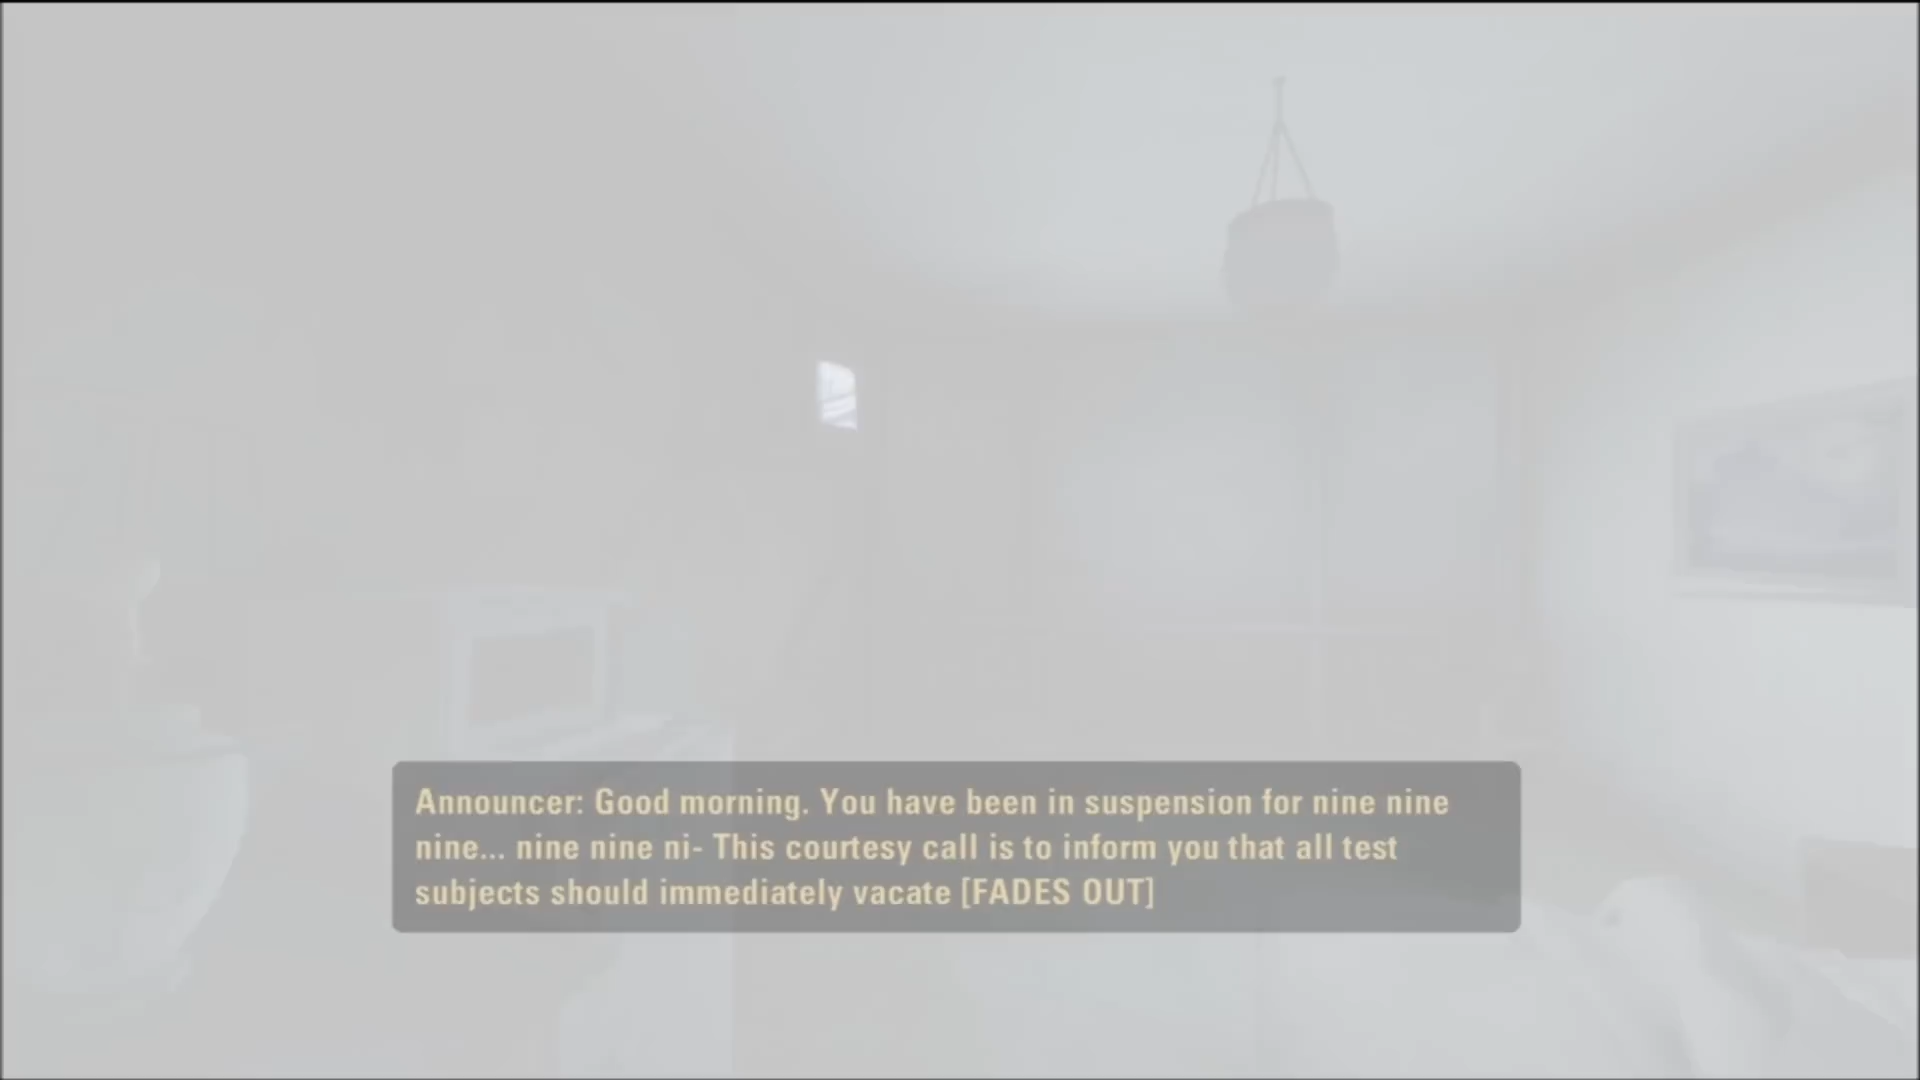 Announcer: Good morning. You have been in suspension for nine nine
nine... nine nine ni- This courtesy call is to inform you that all test
subjects should immediately vacate [FADES OUT]